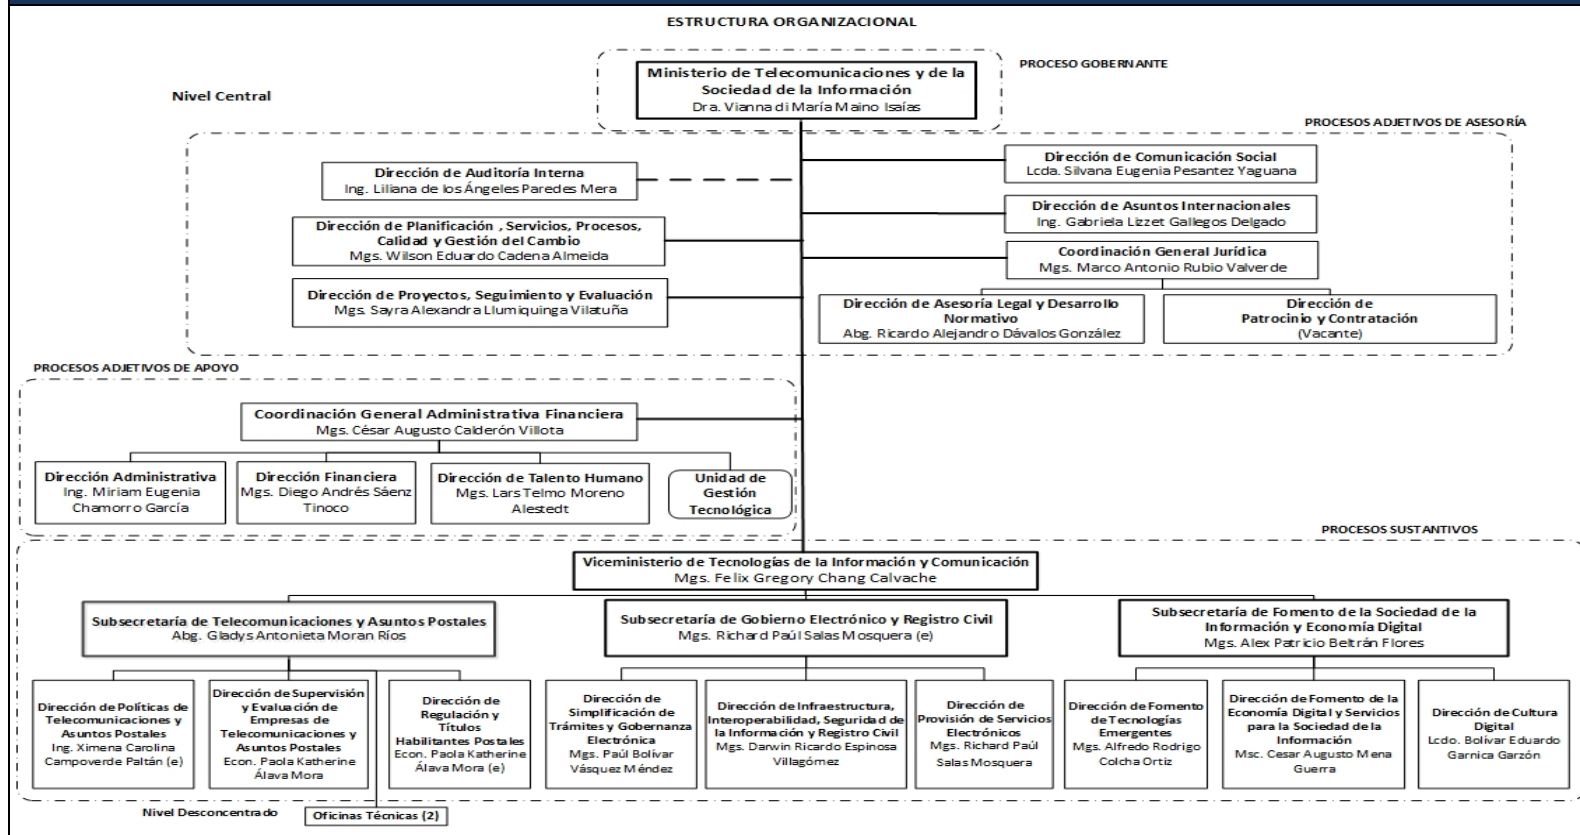 ESTRUCTURA ORGANIZACIONAL
PROCESO GOBERNANTE
Ministerio de Telecomunicaciones y de la
Sociedad de la Información
Dra. Vianna di María Maino Isaías
Nivel Central
PROCESOS ADJETIVOS DE ASESORÍA
Dirección de Auditoría Interna
Ing. Liliana de los Ángeles Paredes Mera
Dirección de Comunicación Social
Lcda. Silvana Eugenia Pesantez Yaguana
Dirección de Planificación , Servicios, Procesos,
Calidad y Gestión del Cambio
Mgs. Wilson Eduardo Cadena Almeida
Dirección de Asuntos Internacionales
Ing. Gabriela Lizzet Gallegos Delgado
Coordinación General Jurídica
Mgs. Marco Antonio Rubio Valverde
Dirección de Proyectos, Seguimiento y Evaluación
Mgs. Sayra Alexandra Llumiquinga Vilatuña
Dirección de Asesoría Legal y Desarrollo
Normativo
Abg. Ricardo Alejandro Dávalos González
Dirección de
Patrocinio y Contratación
(Vacante)
PROCESOS ADJETIVOS DE APOYO
Coordinación General Administrativa Financiera
Mgs. César Augusto Calderón Villota
Dirección Administrativa
Ing. Miriam Eugenia
Chamorro García
Dirección Financiera
Mgs. Diego Andrés Sáenz
Tinoco
Dirección de Talento Humano
Mgs. Lars Telmo Moreno
Alestedt
Unidad de
Gestión
Tecnológica
PROCESOS SUSTANTIVOS
Viceministerio de Tecnologías de la Información y Comunicación
Mgs. Felix Gregory Chang Calvache
Subsecretaría de Telecomunicaciones y Asuntos Postales
Abg. Gladys Antonieta Moran Ríos
Subsecretaría de Gobierno Electrónico y Registro Civil
Mgs. Richard Paúl Salas Mosquera (e)
Subsecretaría de Fomento de la Sociedad de la
Información y Economía Digital
Mgs. Alex Patricio Beltrán Flores
Dirección de Políticas de
Telecomunicaciones y
Asuntos Postales
Ing. Ximena Carolina
Campoverde Paltán (e)
Dirección de Supervisión
y Evaluación de
Empresas de
Telecomunicaciones y
Asuntos Postales
Econ. Paola Katherine
Álava Mora
Dirección de
Regulación y
Títulos
Habilitantes Postales
Econ. Paola Katherine
Álava Mora (e)
Dirección de
Simplificación de
Trámites y Gobernanza
Electrónica
Mgs. Paúl Bolívar
Vásquez Méndez
Dirección de Infraestructura,
Interoperabilidad, Seguridad de
la Información y Registro Civil
Mgs. Darwin Ricardo Espinosa
Villagómez
Dirección de
Provisión de Servicios
Electrónicos
Mgs. Richard Paúl
Salas Mosquera
Dirección de Fomento
de Tecnologías
Emergentes
Mgs. Alfredo Rodrigo
Colcha Ortiz
Dirección de Fomento de la
Economía Digital y Servicios
para la Sociedad de la
Información
Msc. Cesar Augusto Mena
Guerra
Dirección de Cultura
Digital
Lcdo. Bolívar Eduardo
Garnica Garzón
Nivel Desconcentrado
Oficinas Técnicas (2)